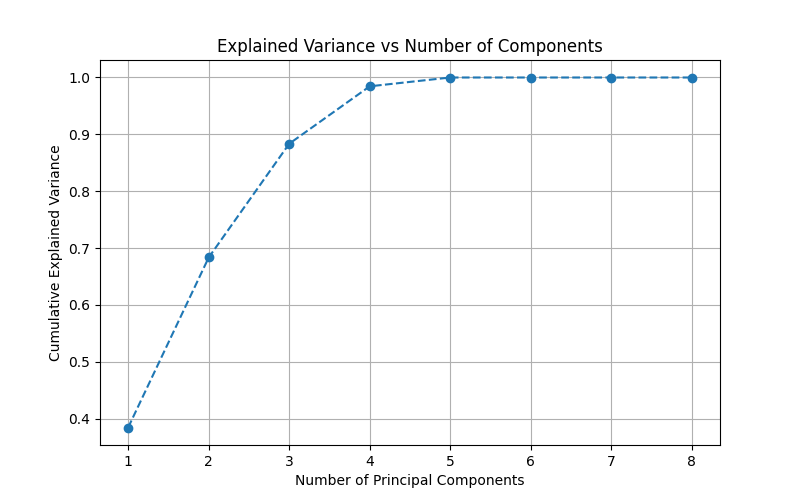 Explained Variance vs Number of Components
Cumulative Explained Variance
1.0
0.9
0.8
0.7
0.6
0.5
0.4
1 2 3 4 5 6 7 8
Number of Principal Components